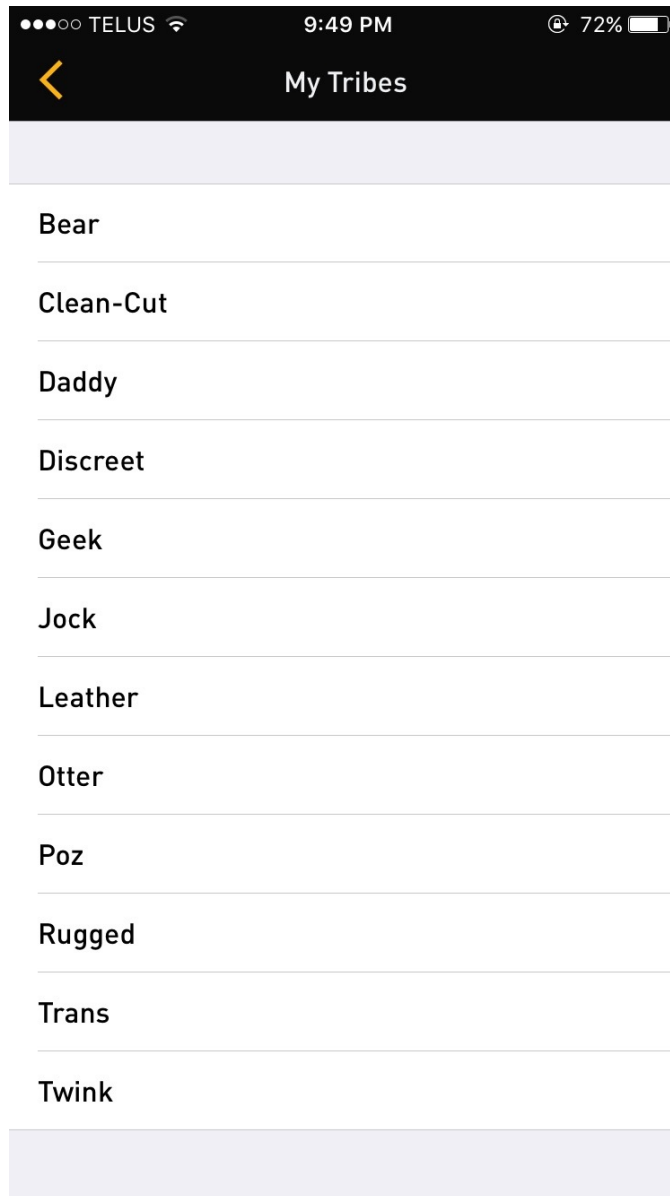 TELUS 9:49 PM 72%
My Tribes
Bear
Clean-Cut
Daddy
Discreet
Geek
Jock
Leather
Otter
Poz
Rugged
Trans
Twink